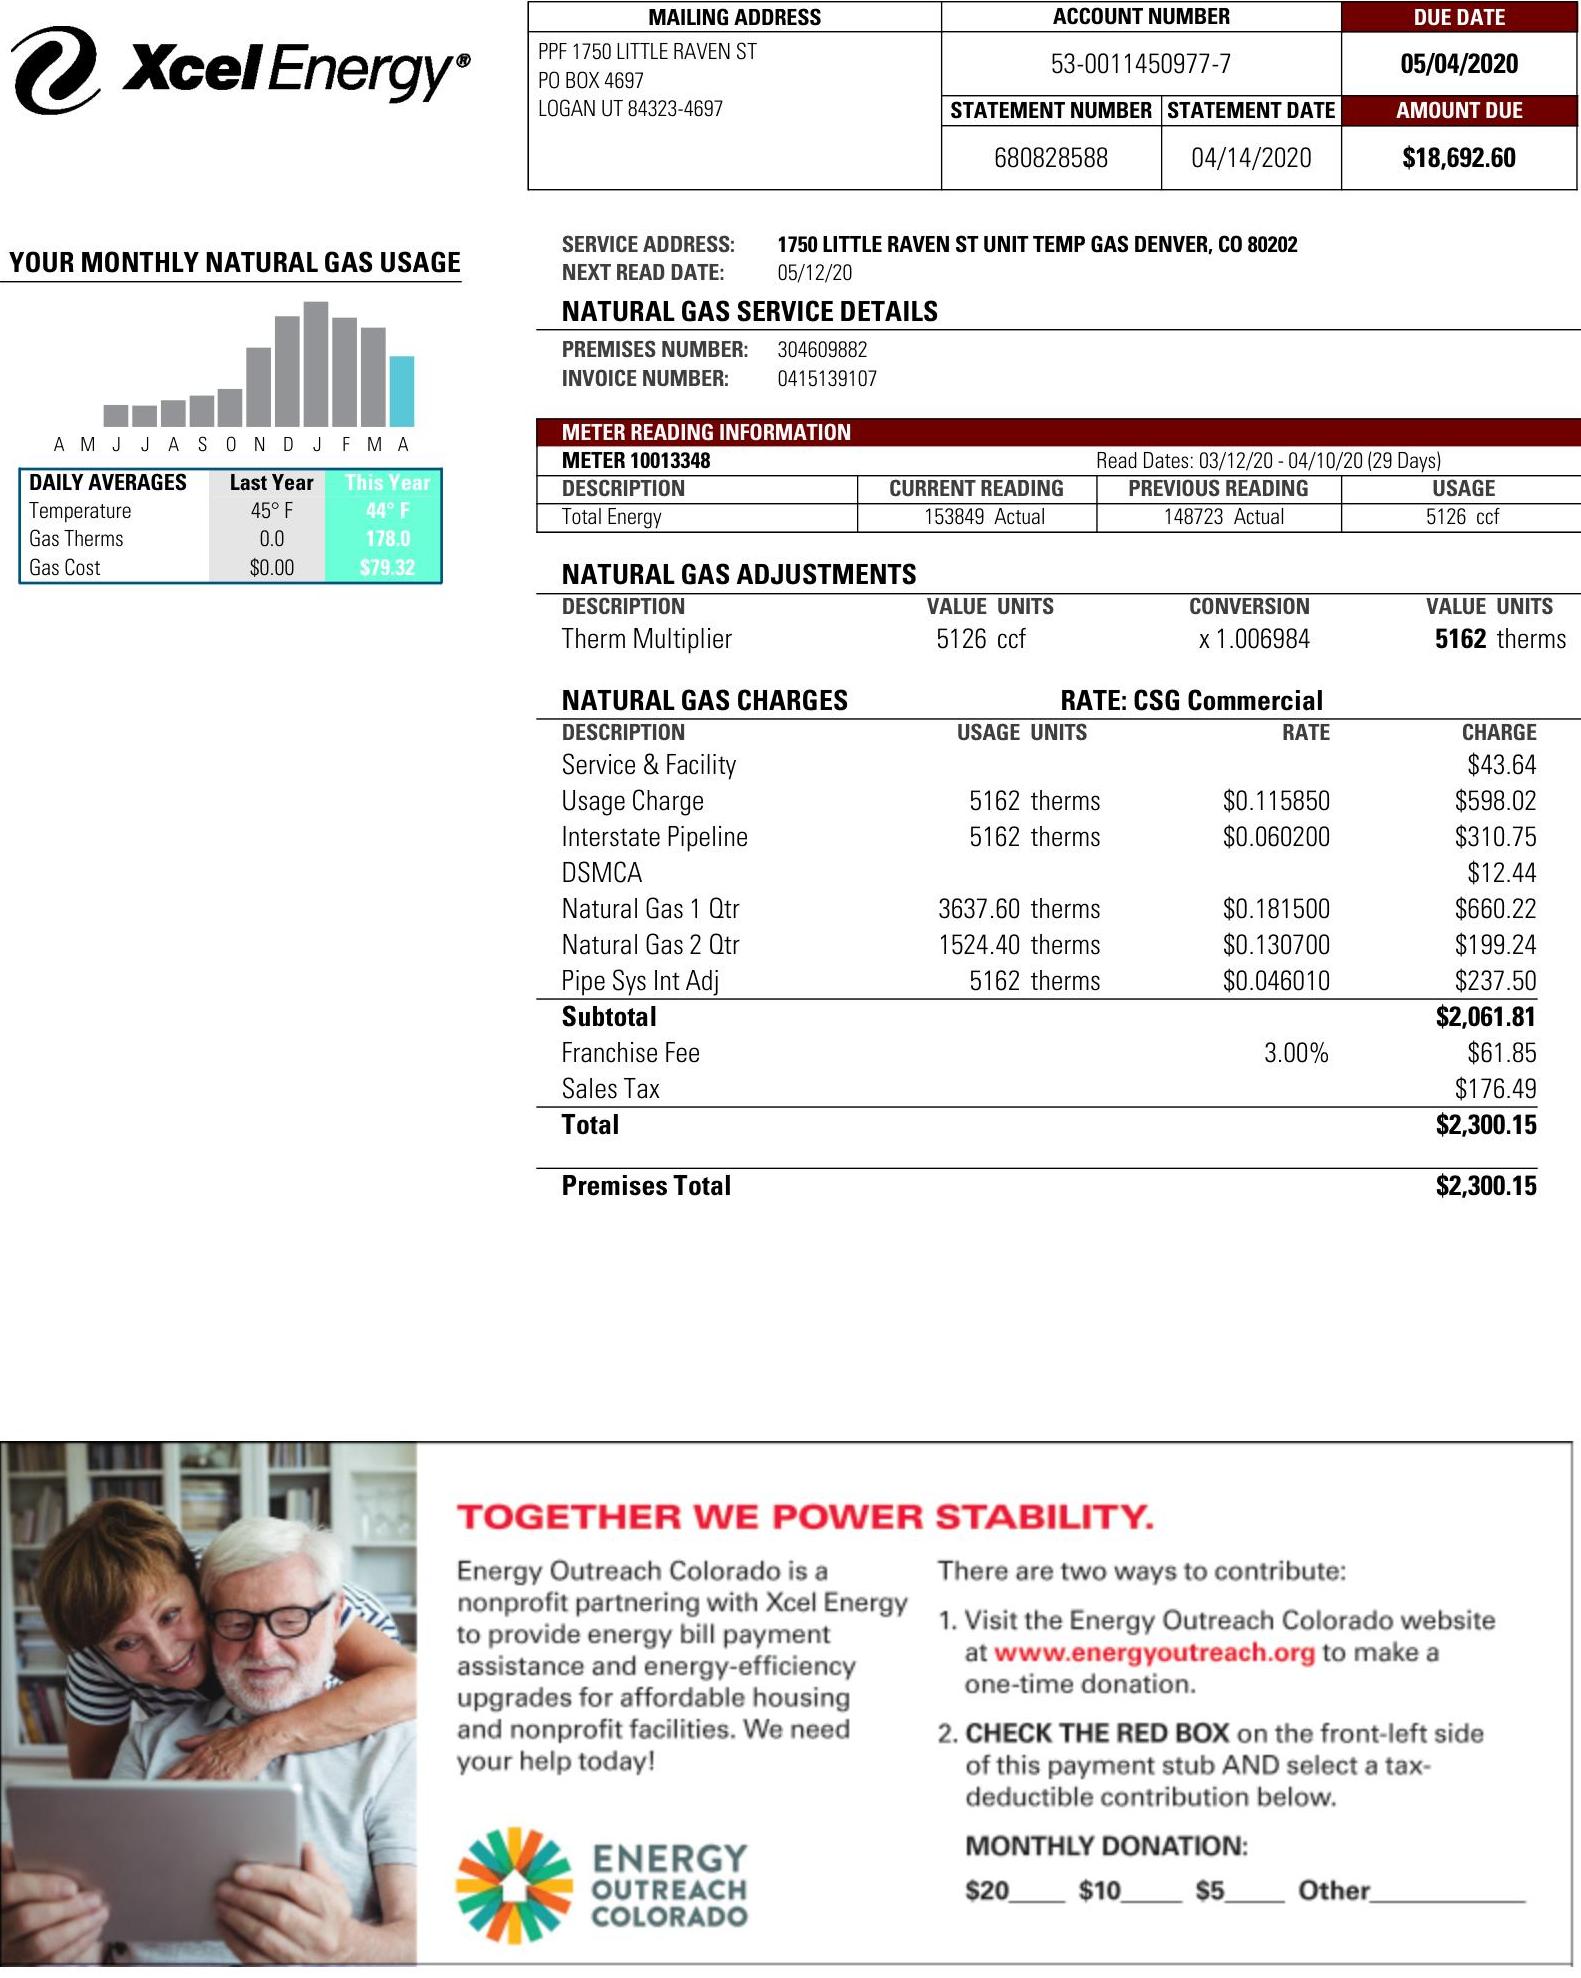 Xcel Energy®
MAILING ADDRESS
PPF 1750 LITTLE RAVEN ST
PO BOX 4697
LOGAN UT 84323-4697
ACCOUNT NUMBER
53-0011450977-7
DUE DATE
05/04/2020
STATEMENT NUMBER STATEMENT DATE AMOUNT DUE
680828588 04/14/2020 $18,692.60
YOUR MONTHLY NATURAL GAS USAGE
A M J J A S O N D J F M A
DAILY AVERAGES Last Year This Year
Temperature 45° F 44° F
Gas Therms 0.0 178.0
Gas Cost $0.00 $79.32
SERVICE ADDRESS: 1750 LITTLE RAVEN ST UNIT TEMP GAS DENVER, CO 80202
NEXT READ DATE: 05/12/20
NATURAL GAS SERVICE DETAILS
PREMISES NUMBER: 304609882
INVOICE NUMBER: 0415139107
METER READING INFORMATION
METER 10013348 Read Dates: 03/12/20 - 04/10/20 (29 Days)
DESCRIPTION CURRENT READING PREVIOUS READING USAGE
Total Energy 153849 Actual 148723 Actual 5126 ccf
NATURAL GAS ADJUSTMENTS
DESCRIPTION VALUE UNITS CONVERSION VALUE UNITS
Therm Multiplier 5126 ccf x 1.006984 5162 therms
NATURAL GAS CHARGES RATE: CSG Commercial
DESCRIPTION USAGE UNITS RATE CHARGE
Service & Facility $43.64
Usage Charge 5162 therms $0.115850 $598.02
Interstate Pipeline 5162 therms $0.060200 $310.75
DSMCA $12.44
Natural Gas 1 Qtr 3637.60 therms $0.181500 $660.22
Natural Gas 2 Qtr 1524.40 therms $0.130700 $199.24
Pipe Sys Int Adj 5162 therms $0.046010 $237.50
Subtotal $2,061.81
Franchise Fee 3.00% $61.85
Sales Tax $176.49
Total $2,300.15
Premises Total $2,300.15
TOGETHER WE POWER STABILITY.
Energy Outreach Colorado is a
nonprofit partnering with Xcel Energy
to provide energy bill payment
assistance and energy-efficiency
upgrades for affordable housing
and nonprofit facilities. We need
your help today!
ENERGY
OUTREACH
COLORADO
There are two ways to contribute:
1. Visit the Energy Outreach Colorado website
at www.energyoutreach.org to make a
one-time donation.
2. CHECK THE RED BOX on the front-left side
of this payment stub AND select a tax-
deductible contribution below.
MONTHLY DONATION:
$20____ $10____ $5____ Other__________